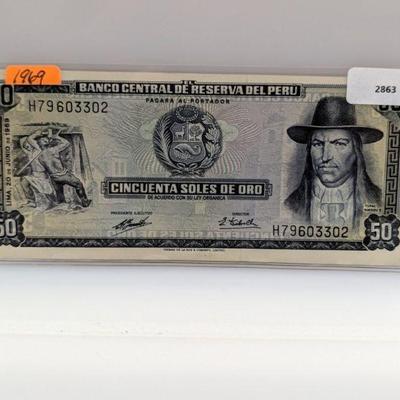 1969
2863
BANCO CENTRAL DE RESERVA DEL PERU
H79603302
PAGARA AL PORTADOR
LIMA, 20 DE JUNIO DE 1969
CINCUENTA SOLES DE ORO
DE ACUERDO CON SU LEY ORGANICA
PRESIDENTE EJECUTIVO
DIRECTOR
H79603302
50
50